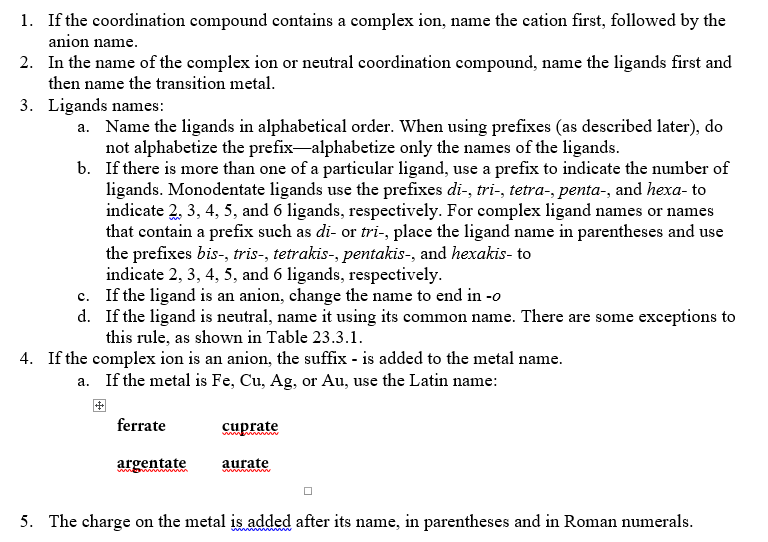 1. If the coordination compound contains a complex ion, name the cation first, followed by the
anion name.
2. In the name of the complex ion or neutral coordination compound, name the ligands first and
then name the transition metal.
3. Ligands names:
a. Name the ligands in alphabetical order. When using prefixes (as described later), do
not alphabetize the prefix—alphabetize only the names of the ligands.
b. If there is more than one of a particular ligand, use a prefix to indicate the number of
ligands. Monodentate ligands use the prefixes di-, tri-, tetra-, penta-, and hexa- to
indicate 2, 3, 4, 5, and 6 ligands, respectively. For complex ligand names or names
that contain a prefix such as di- or tri-, place the ligand name in parentheses and use
the prefixes bis-, tris-, tetrakis-, pentakis-, and hexakis- to
indicate 2, 3, 4, 5, and 6 ligands, respectively.
c. If the ligand is an anion, change the name to end in -o
d. If the ligand is neutral, name it using its common name. There are some exceptions to
this rule, as shown in Table 23.3.1.
4. If the complex ion is an anion, the suffix - is added to the metal name.
a. If the metal is Fe, Cu, Ag, or Au, use the Latin name:
ferrate cuprate
argentate aurate
5. The charge on the metal is added after its name, in parentheses and in Roman numerals.